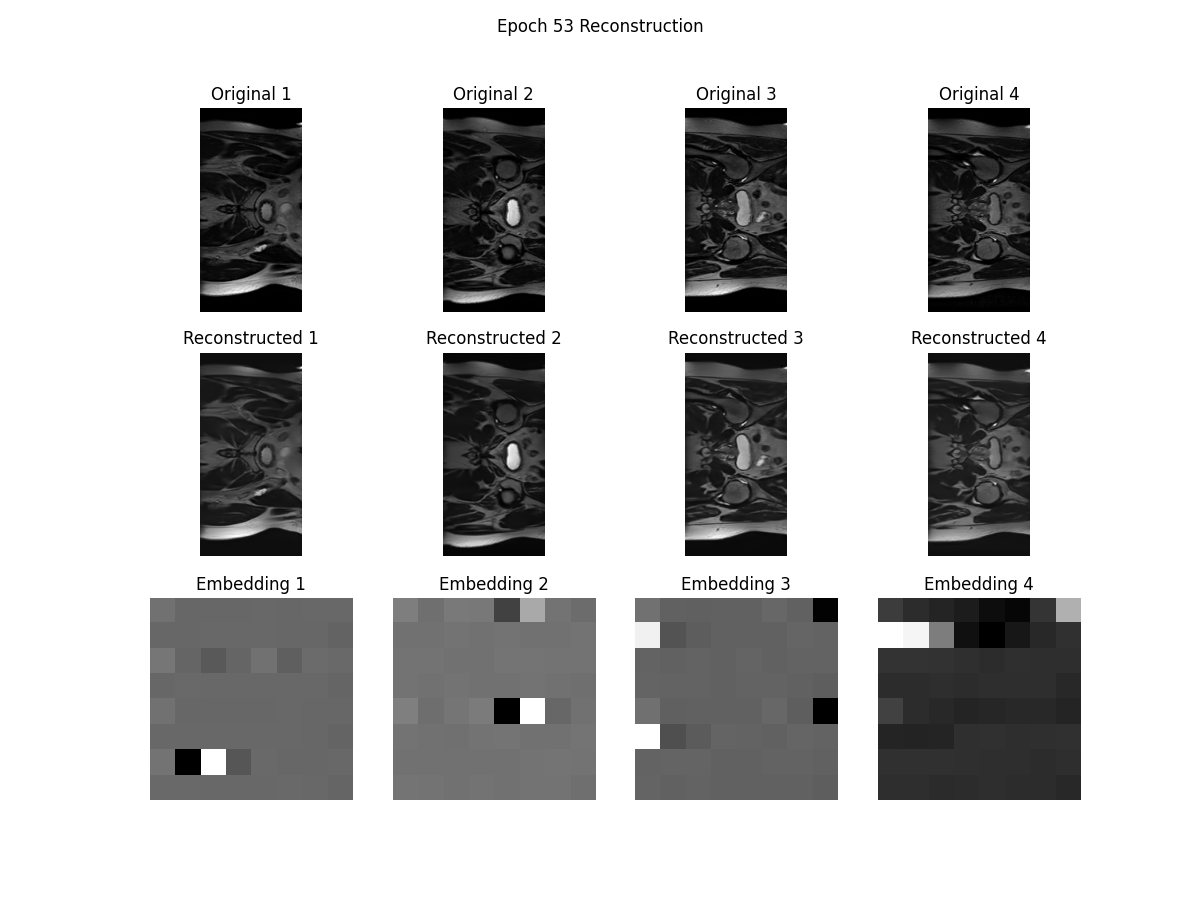 Epoch 53 Reconstruction
Original 1
Original 2
Original 3
Original 4
Reconstructed 1
Reconstructed 2
Reconstructed 3
Reconstructed 4
Embedding 1
Embedding 2
Embedding 3
Embedding 4